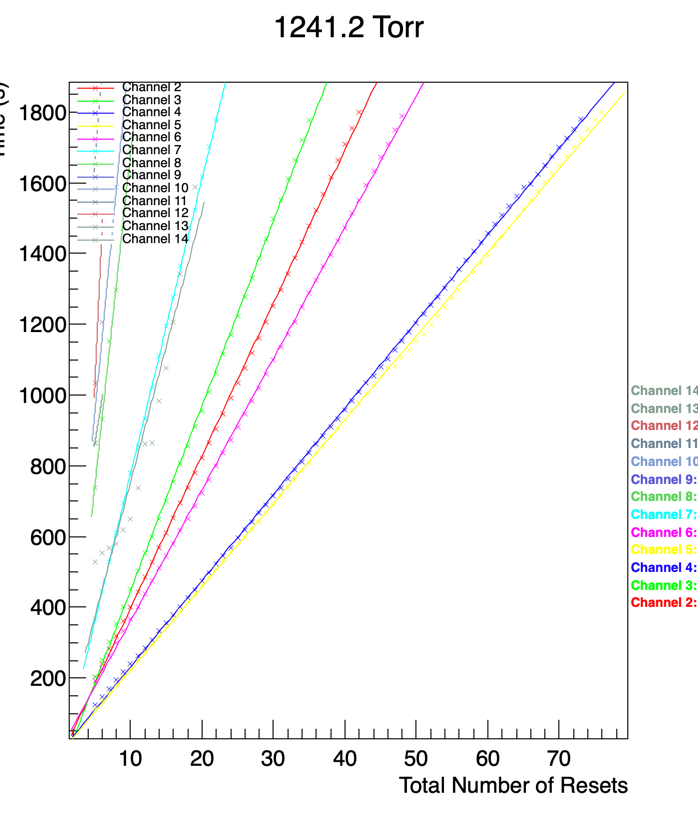 1241.2 Torr
Time (s)
Channel 2
Channel 3
Channel 4
Channel 5
Channel 6
Channel 7
Channel 8
Channel 9
Channel 10
Channel 11
Channel 12
Channel 13
Channel 14
1800
1600
1400
1200
1000
800
600
400
200
10 20 30 40 50 60 70
Total Number of Resets
Channel 14
Channel 13
Channel 12
Channel 11
Channel 10
Channel 9:
Channel 8:
Channel 7:
Channel 6:
Channel 5:
Channel 4:
Channel 3:
Channel 2: